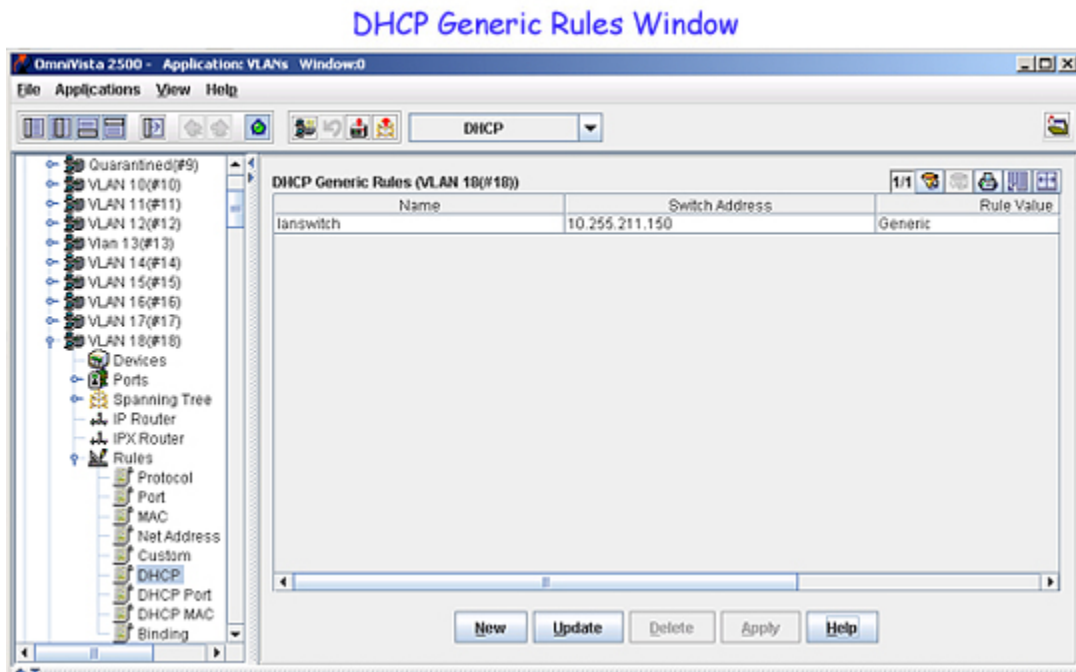 DHCP Generic Rules Window
OmniVista 2500 - Application: VLANs Window:0
File Applications View Help
DHCP
Quarantined(#9)
VLAN 10(#10)
VLAN 11(#11)
VLAN 12(#12)
Vlan 13(#13)
VLAN 14(#14)
VLAN 15(#15)
VLAN 16(#16)
VLAN 17(#17)
VLAN 18(#18)
Devices
Ports
Spanning Tree
IP Router
IPX Router
Rules
Protocol
Port
MAC
Net Address
Custom
DHCP
DHCP Port
DHCP MAC
Binding
DHCP Generic Rules (VLAN 18(#18))
1/1
Name Switch Address Rule Value
lanswitch 10.255.211.150 Generic
New Update Delete Apply Help